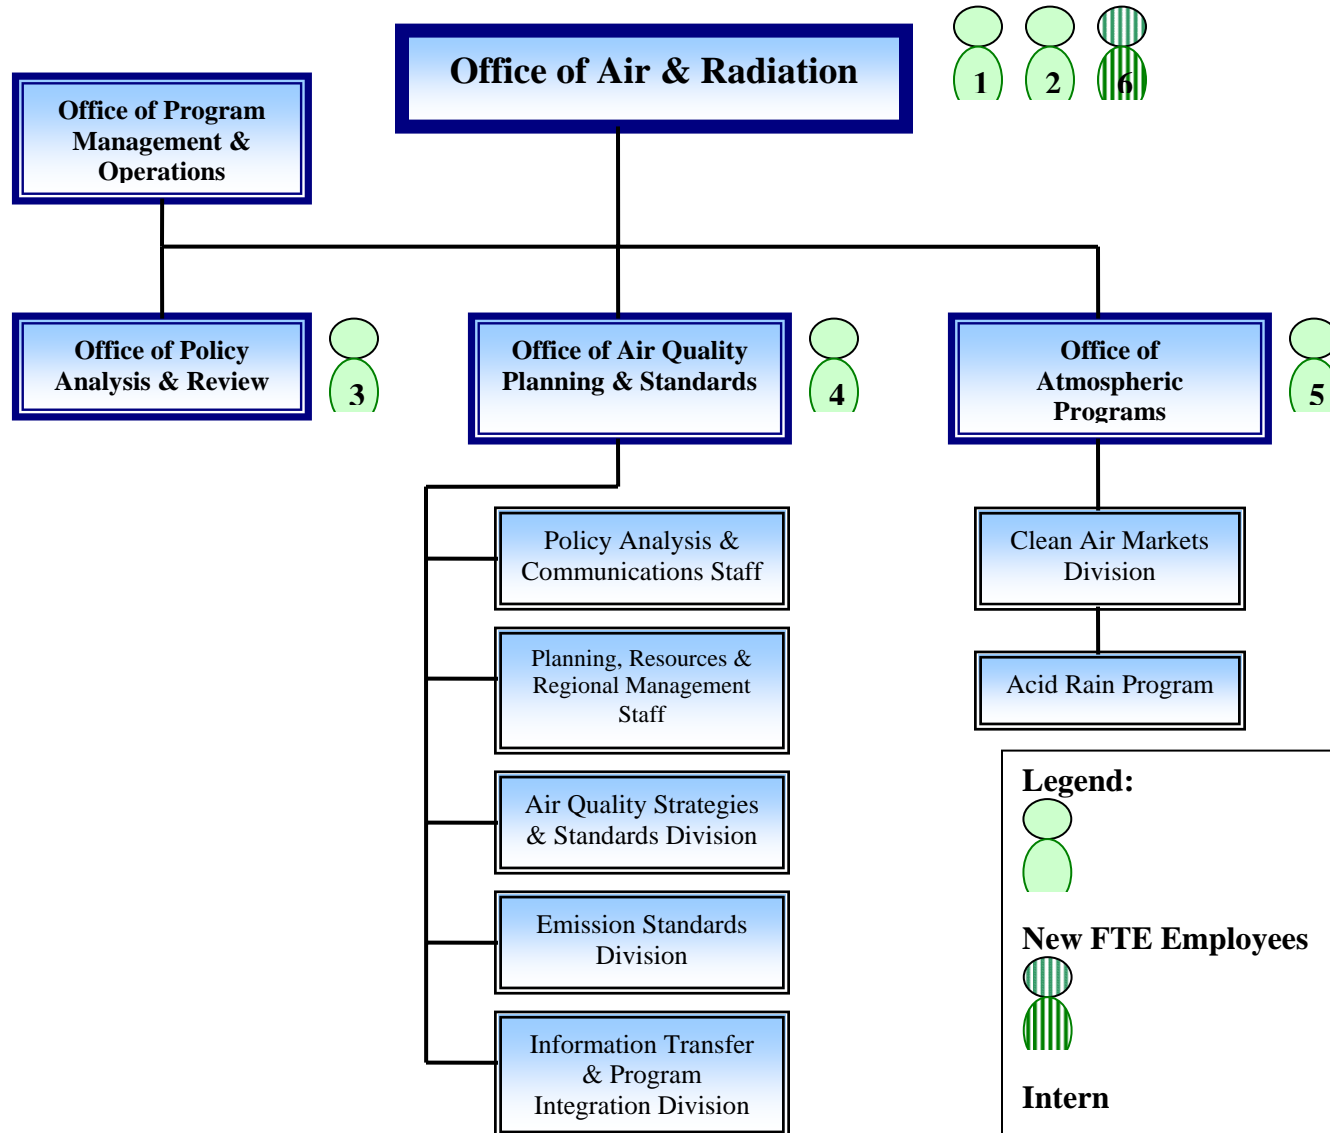 Office of Air & Radiation
1
2
6
Office of Program
Management &
Operations
Office of Policy
Analysis & Review
3
Office of Air Quality
Planning & Standards
4
Office of
Atmospheric
Programs
5
Policy Analysis &
Communications Staff
Planning, Resources &
Regional Management
Staff
Air Quality Strategies
& Standards Division
Emission Standards
Division
Information Transfer
& Program
Integration Division
Clean Air Markets
Division
Acid Rain Program
Legend:
New FTE Employees
Intern